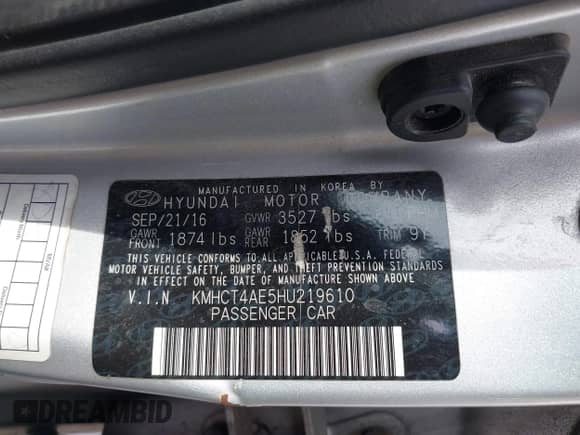 MANUFACTURED IN KOREA BY
HYUNDAI MOTOR COMPANY
SEP/21/16 GVWR 3527 lbs
GAWR FRONT 1874 lbs GAWR REAR 1852 lbs TRIM 9Y
THIS VEHICLE CONFORMS TO ALL APPLICABLE U.S.A. FEDERAL
MOTOR VEHICLE SAFETY, BUMPER, AND THEFT PREVENTION STANDARDS
IN EFFECT ON THE DATE OF MANUFACTURE SHOWN ABOVE.
V.I.N KMHCT4AE5HU219610
PASSENGER CAR
DREAMBID